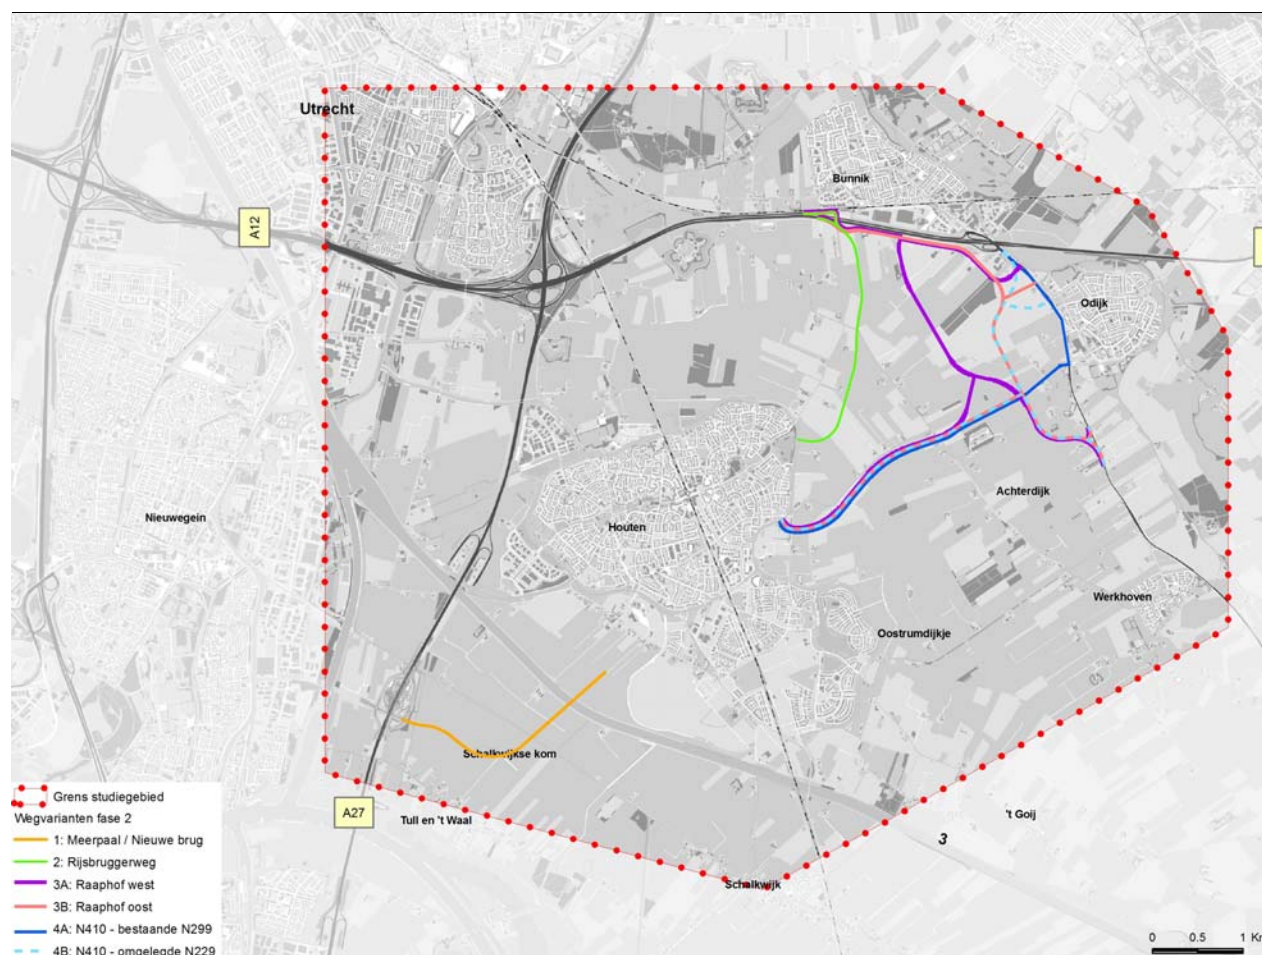 Utrecht
Bunnik
A12
Odijk
Achterdijk
Nieuwegein
Houten
Werkhoven
Oostrumdijkje
Schalkwijkse kom
Grens studiegebied
A27
't Goij
Wegvarianten fase 2
Tull en 't Waal
3
1: Meerpaal / Nieuwe brug
2: Rijsbruggerweg
3A: Raaphof west
Schalkwijk
3B: Raaphof oost
4A: N410 - bestaande N299
0 0.5 1 K
4B: N410 - omgelegde N229